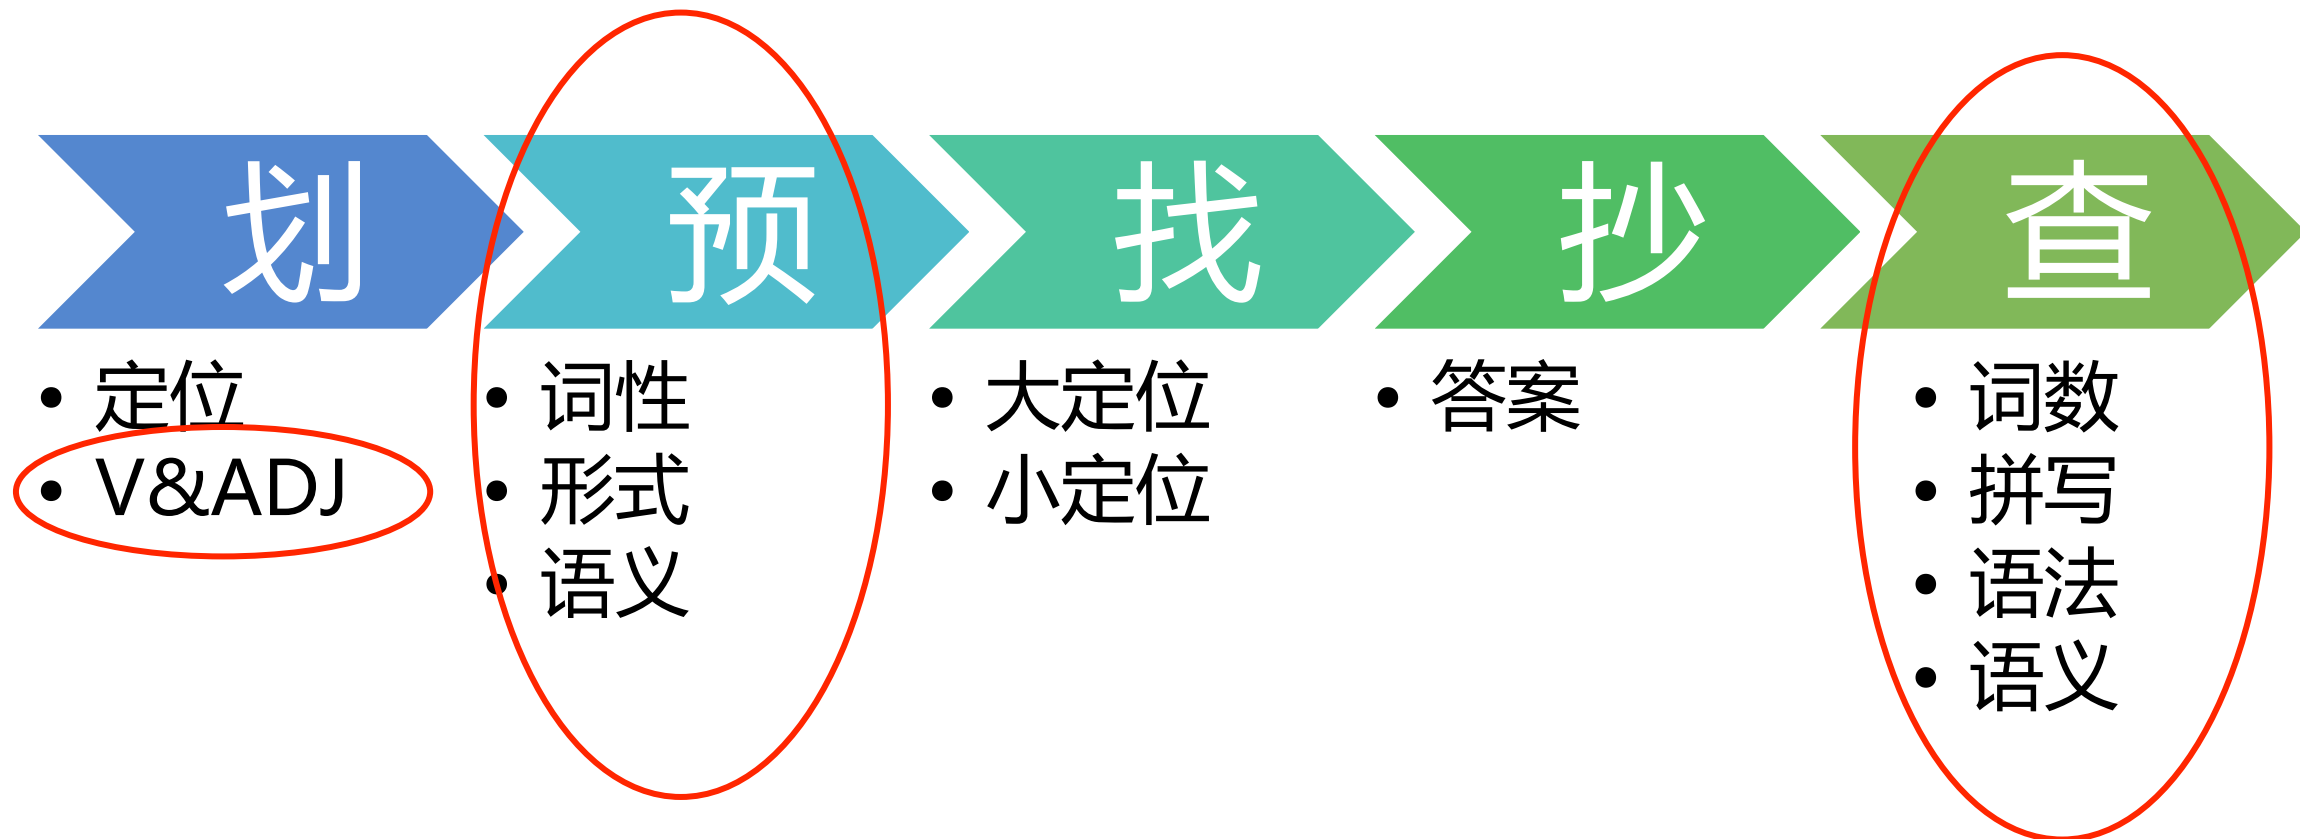 划
定位
V&ADJ
预
词性
形式
语义
找
大定位
小定位
抄
答案
查
词数
拼写
语法
语义